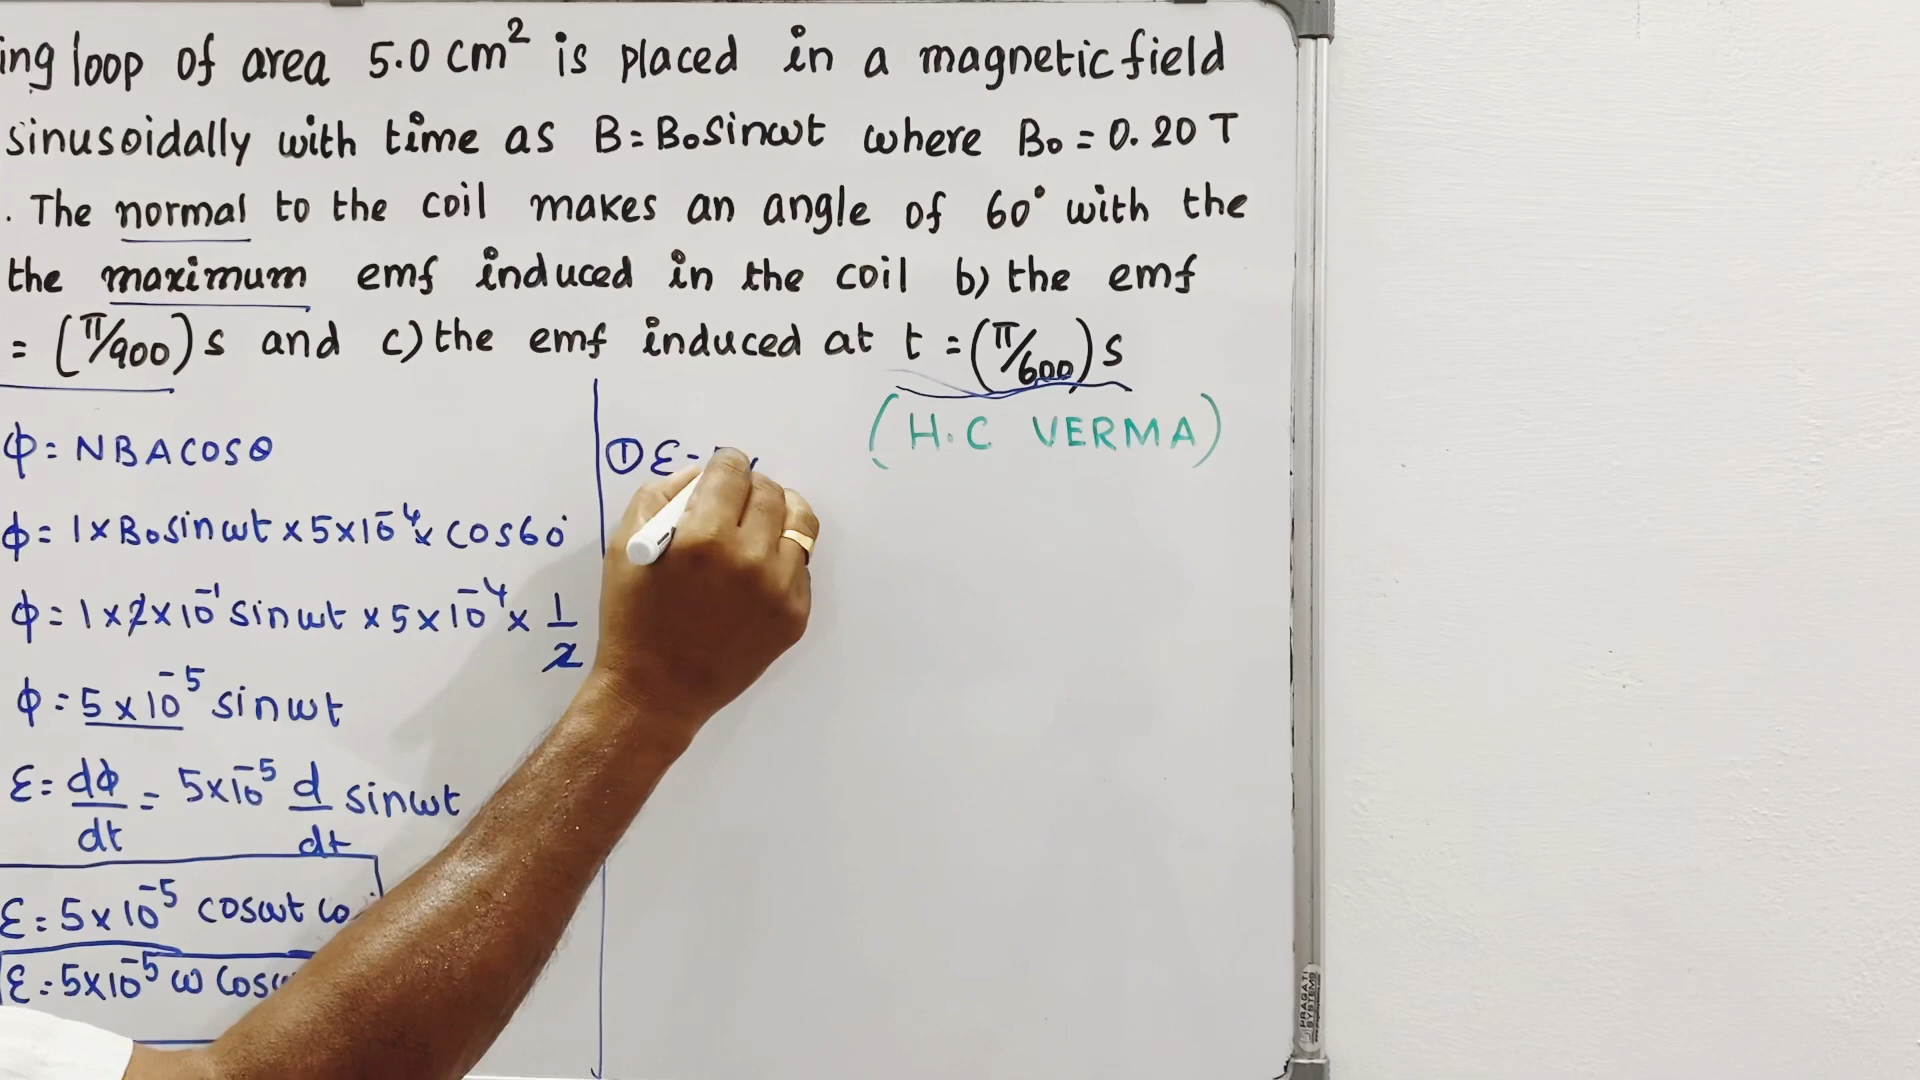 ing loop of area 5.0 cm² is placed in a magnetic field
sinusoidally with time as B = B₀sinωt where B₀ = 0.20 T
. The normal to the coil makes an angle of 60° with the
the maximum emf induced in the coil b) the emf
= (π/900) s and c) the emf induced at t = (π/600) s
(H.C VERMA)
ϕ = NBACOSθ
ϕ = 1 × B₀sinωt × 5×10⁻⁴ × cos60°
ϕ = 1 × 2 × 10⁻¹ sinωt × 5 × 10⁻⁴ × 1/2
ϕ = 5 × 10⁻⁵ sinωt
ε = dϕ/dt = 5×10⁻⁵ d/dt sinωt
ε = 5 × 10⁻⁵ cosωt ω
ε = 5×10⁻⁵ ω
① ε =
PRAGATI
SYSTEMS